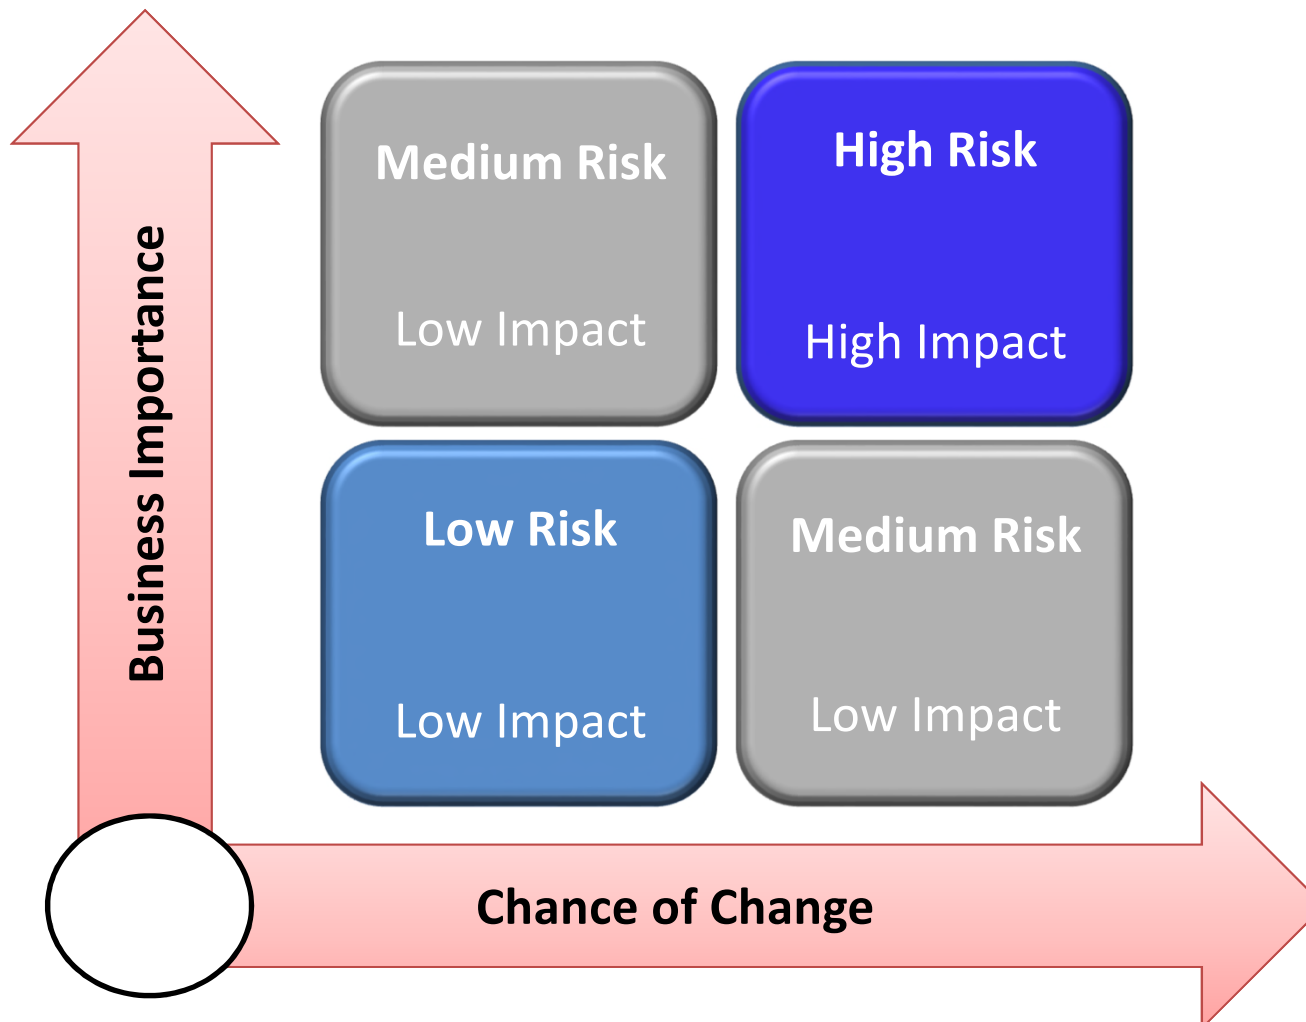 Business Importance
Medium Risk
Low Impact
High Risk
High Impact
Low Risk
Low Impact
Medium Risk
Low Impact
Chance of Change